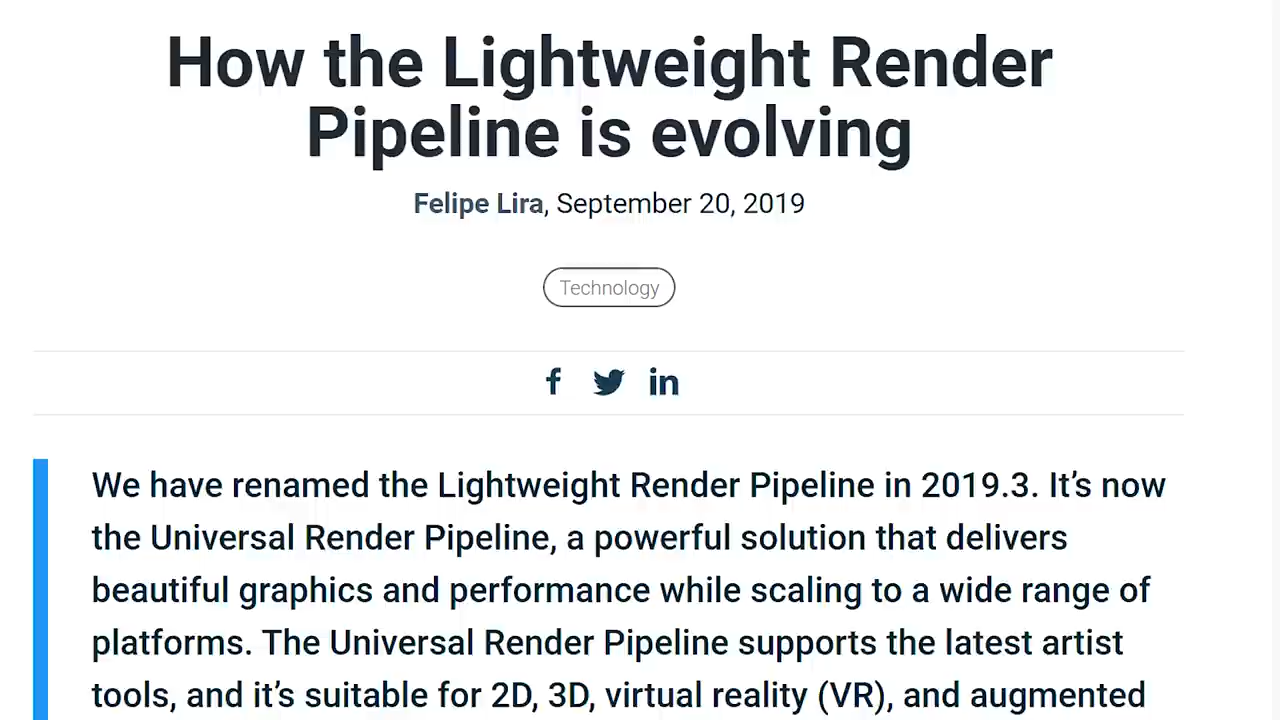 How the Lightweight Render
Pipeline is evolving
Felipe Lira, September 20, 2019
Technology
We have renamed the Lightweight Render Pipeline in 2019.3. It’s now
the Universal Render Pipeline, a powerful solution that delivers
beautiful graphics and performance while scaling to a wide range of
platforms. The Universal Render Pipeline supports the latest artist
tools, and it’s suitable for 2D, 3D, virtual reality (VR), and augmented